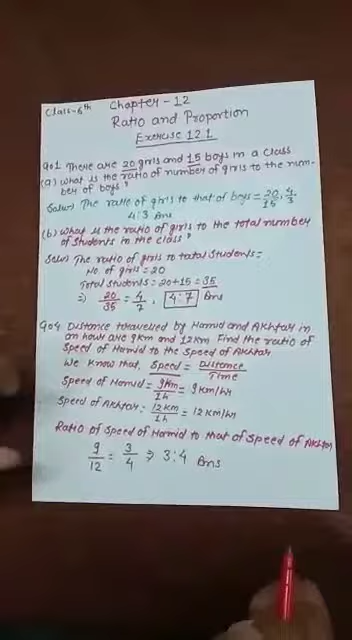 Class-6th Chapter-12
Ratio and Proportion
Exercise 12.1
Q01 There are 20 girls and 15 boys in a class
(a) What is the ratio of number of girls to the num-
ber of boys?
Soluo) The ratio of girls to that of boys = 20/15, 4/3
4:3 Ans
(b) What is the ratio of girls to the total number
of students in the class?
Solu) The ratio of girls to total students =
No. of girls = 20
Total students = 20+15 = 35
⇒ 20/35 = 4/7, 4:7 Ans
Q04 Distance travelled by Hamid and Akhtar in
an hour are 9km and 12km Find the ratio of
Speed of Hamid to the Speed of Akhtar
We know that, Speed = Distance/Time
Speed of Hamid = 9km/1h = 9 km/hr
Speed of Akhtar = 12km/1h = 12 km/hr
Ratio of Speed of Hamid to that of Speed of Akhtar
9/12 = 3/4 ⇒ 3:4 Ans